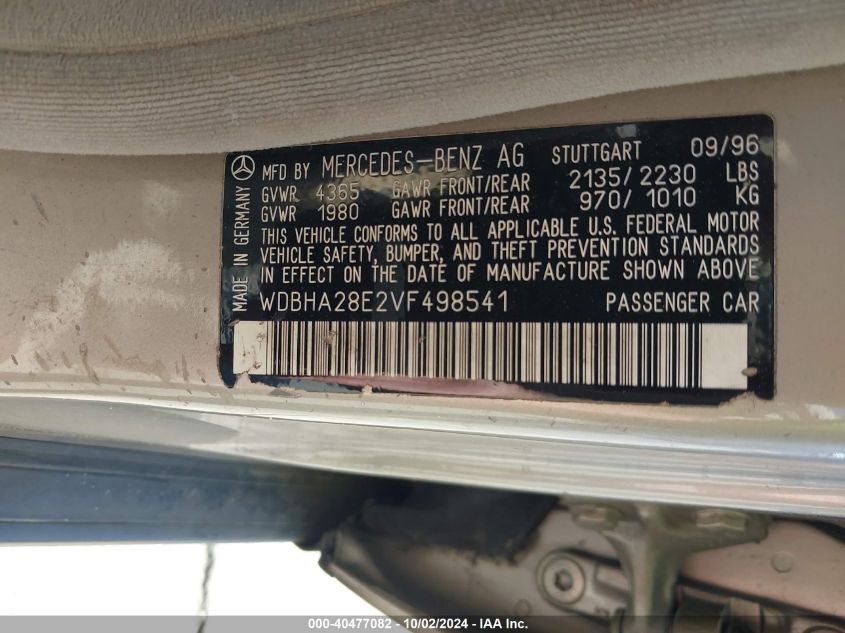 MADE IN GERMANY
MFD BY MERCEDES-BENZ AG STUTTGART 09/96
GVWR 4365 GAWR FRONT/REAR 2135/2230 LBS
GVWR 1980 GAWR FRONT/REAR 970/1010 KG
THIS VEHICLE CONFORMS TO ALL APPLICABLE U.S. FEDERAL MOTOR
VEHICLE SAFETY, BUMPER, AND THEFT PREVENTION STANDARDS
IN EFFECT ON THE DATE OF MANUFACTURE SHOWN ABOVE
WDBHA28E2VF498541 PASSENGER CAR
000-40477082 - 10/02/2024 - IAA Inc.